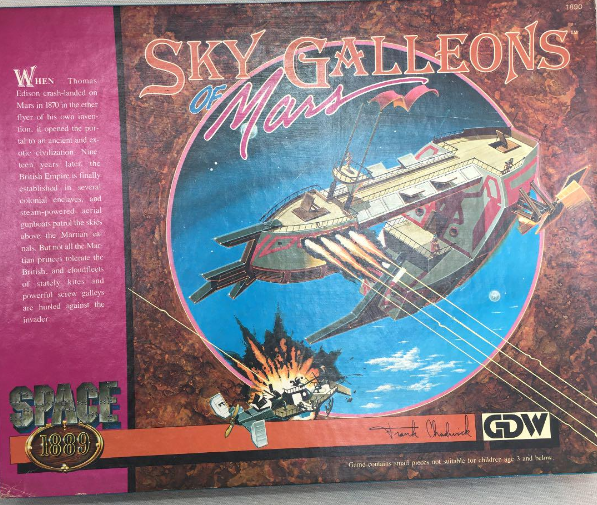 1890
SKY GALLEONS™
OF Mars
WHEN Thomas
Edison crash-landed on
Mars in 1870 in the ether
flyer of his own inven-
tion, it opened the por-
tal to an ancient and ex-
otic civilization. Nine-
teen years later, the
British Empire is finally
established in several
colonial enclaves, and
steam-powered aerial
gunboats patrol the skies
above the Martian ca-
nals. But not all the Mar-
tian princes tolerate the
British, and cloudfleets
of stately kites and
powerful screw galleys
are hurled against the
invader.
SPACE
1889
Frank Chadwick
GDW
Game contains small pieces not suitable for children age 3 and below.